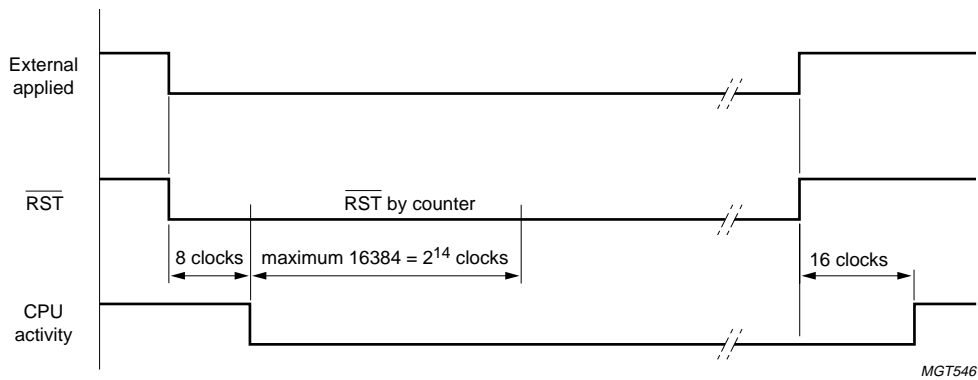 External
applied
RST
RST by counter
8 clocks
maximum 16384 = 2^14 clocks
16 clocks
CPU
activity
MGT546